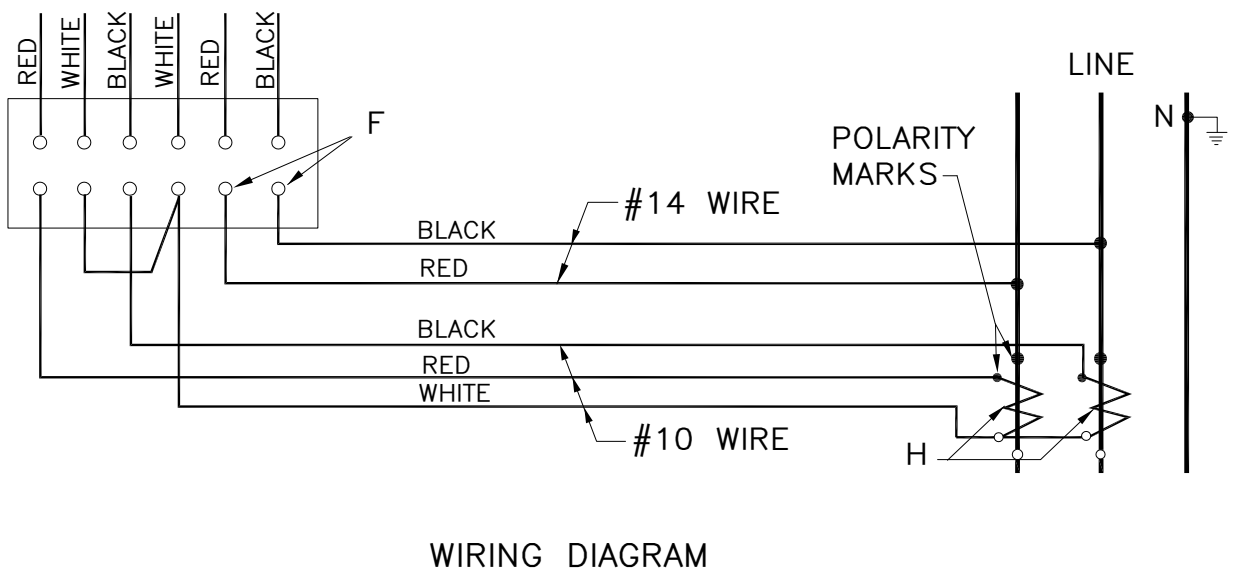 RED
WHITE
BLACK
WHITE
RED
BLACK
F
LINE
N
POLARITY
MARKS
#14 WIRE
BLACK
RED
BLACK
RED
WHITE
#10 WIRE
H
WIRING DIAGRAM